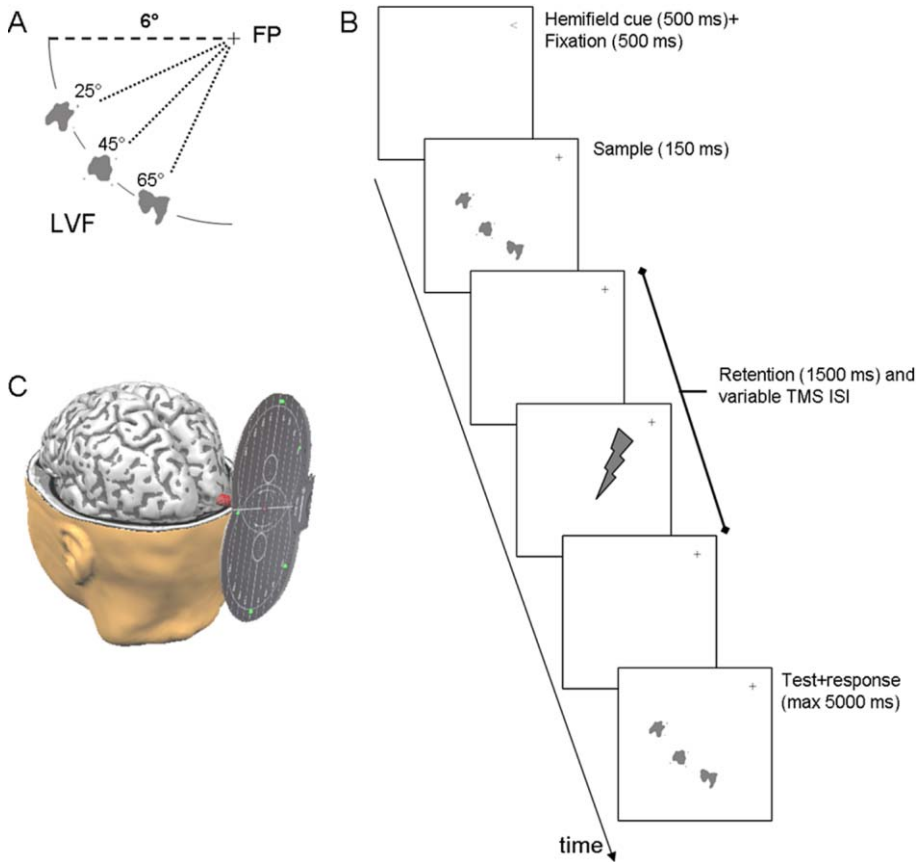 A
6°
FP
25°
45°
65°
LVF
B
Hemifield cue (500 ms)+
Fixation (500 ms)
Sample (150 ms)
Retention (1500 ms) and
variable TMS ISI
Test+response
(max 5000 ms)
time
C